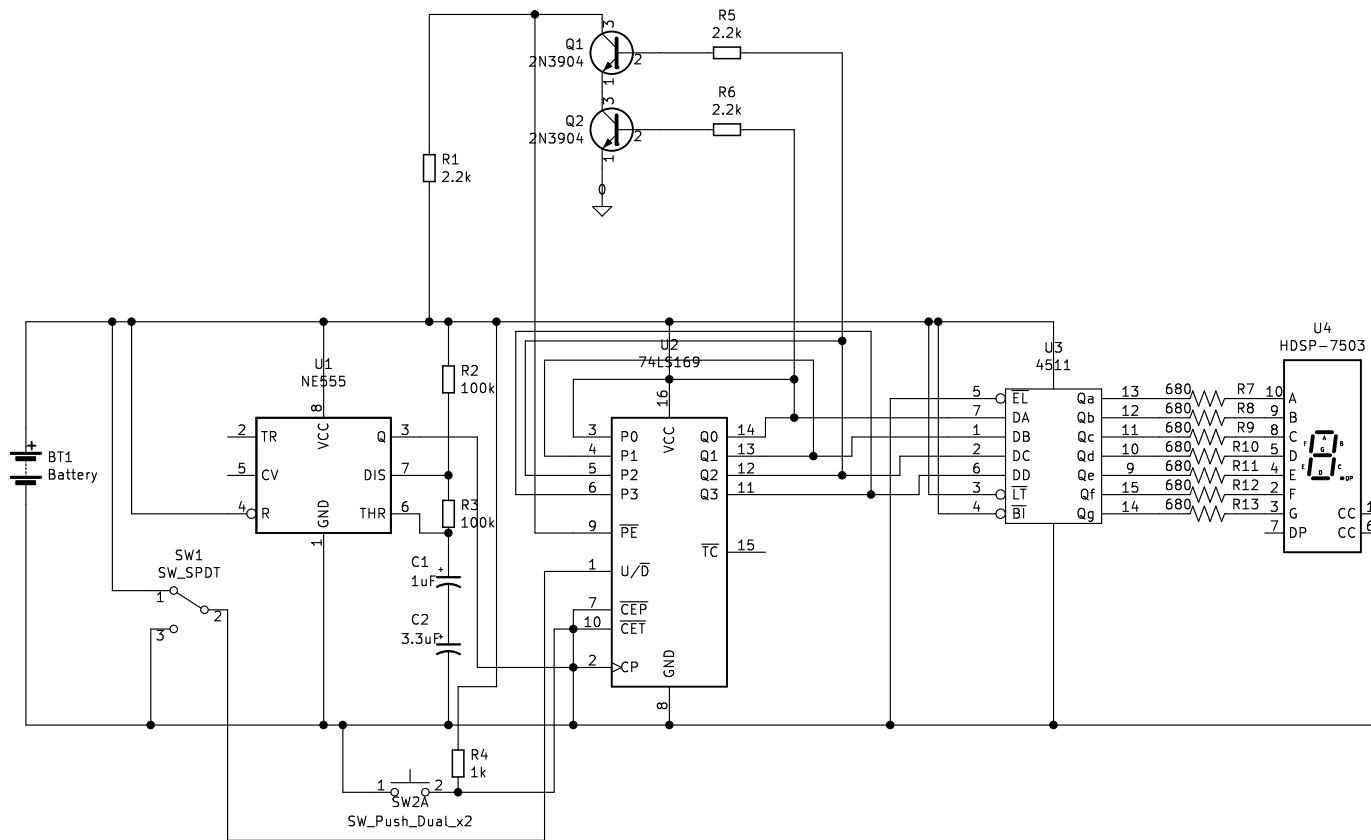 R5
2.2k
Q1
2N3904
3
2
1
R6
2.2k
Q2
2N3904
3
2
1
0
R1
2.2k
U1
NE555
8
VCC
2 TR
5 CV
4 R
Q 3
DIS 7
THR 6
GND
1
R2
100k
R3
100k
C1
1uF
+
C2
3.3uF
+
BT1
Battery
+
SW1
SW_SPDT
1
2
3
R4
1k
1
2
SW2A
SW_Push_Dual_x2
U2
74LS169
16
VCC
3 P0
4 P1
5 P2
6 P3
9 PE
1 U/D
7 CEP
10 CET
2 CP
Q0 14
Q1 13
Q2 12
Q3 11
TC 15
GND
8
U3
4511
5 EL
7 DA
1 DB
2 DC
6 DD
3 LT
4 BI
Qa 13
Qb 12
Qc 11
Qd 10
Qe 9
Qf 15
Qg 14
680 R7
680 R8
680 R9
680 R10
680 R11
680 R12
680 R13
U4
HDSP-7503
10 A
9 B
8 C
5 D
4 E
2 F
3 G
7 DP
CC 1
CC 6
A
F
B
G
E
C
D
DP